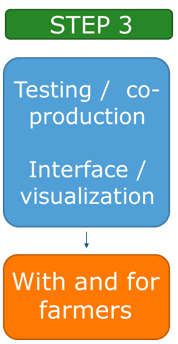 STEP 3
Testing / co-
production
Interface /
visualization
With and for
farmers